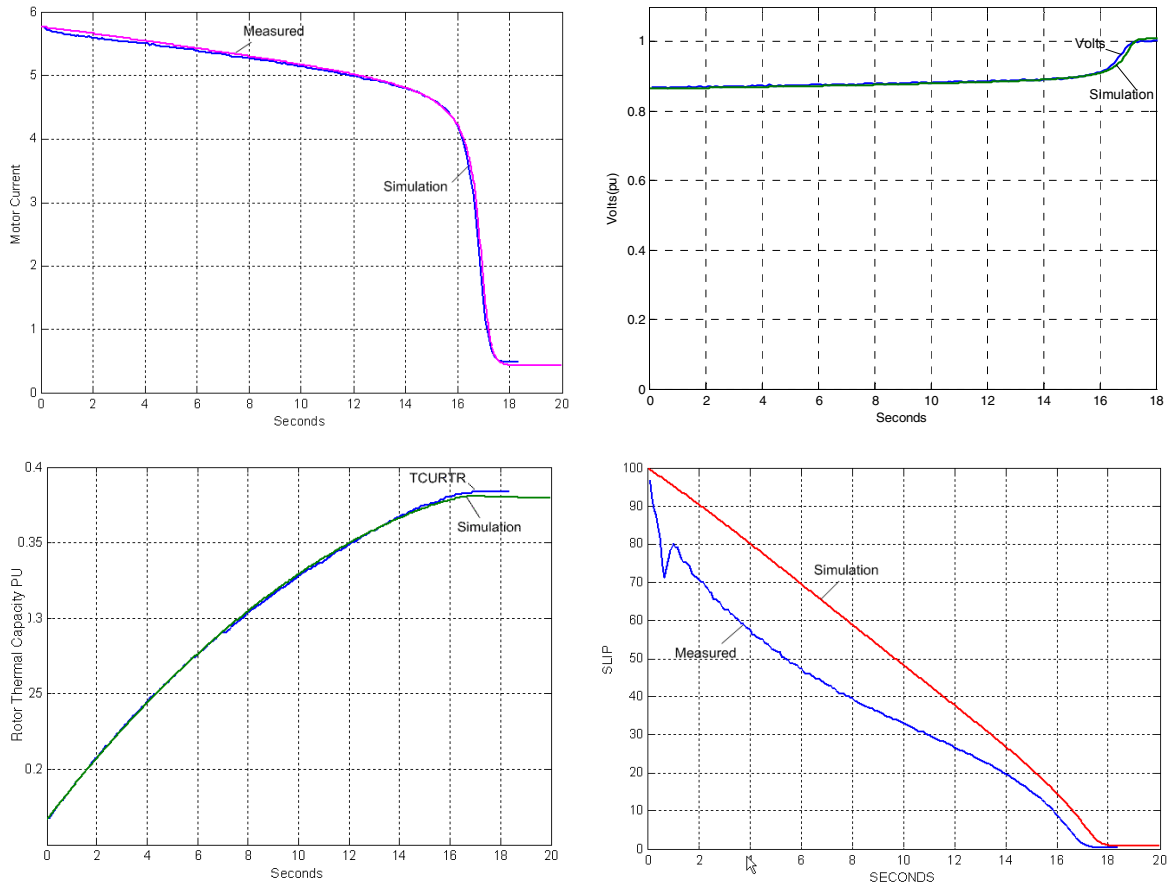 6
5
4
3
2
1
0
Motor Current
Measured
Simulation
0 2 4 6 8 10 12 14 16 18 20
Seconds
1
0.8
0.6
0.4
0.2
0
Volts(pu)
Volts
Simulation
0 2 4 6 8 10 12 14 16 18
Seconds
0.4
0.35
0.3
25
0.2
Rotor Thermal Capacity PU
TCURTR
Simulation
0 2 4 6 8 10 12 14 16 18 20
Seconds
100
90
80
70
60
50
40
30
20
10
0
SLIP
Simulation
Measured
0 2 4 6 8 10 12 14 16 18 20
SECONDS